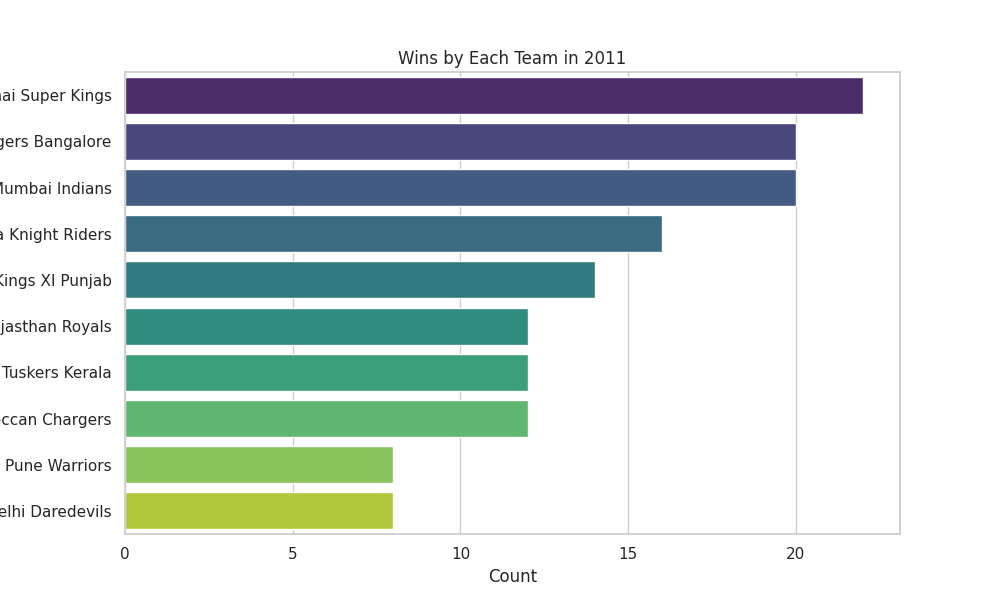 Wins by Each Team in 2011
ai Super Kings
gers Bangalore
Mumbai Indians
a Knight Riders
Kings XI Punjab
jasthan Royals
Tuskers Kerala
eccan Chargers
Pune Warriors
elhi Daredevils
0 5 10 15 20
Count